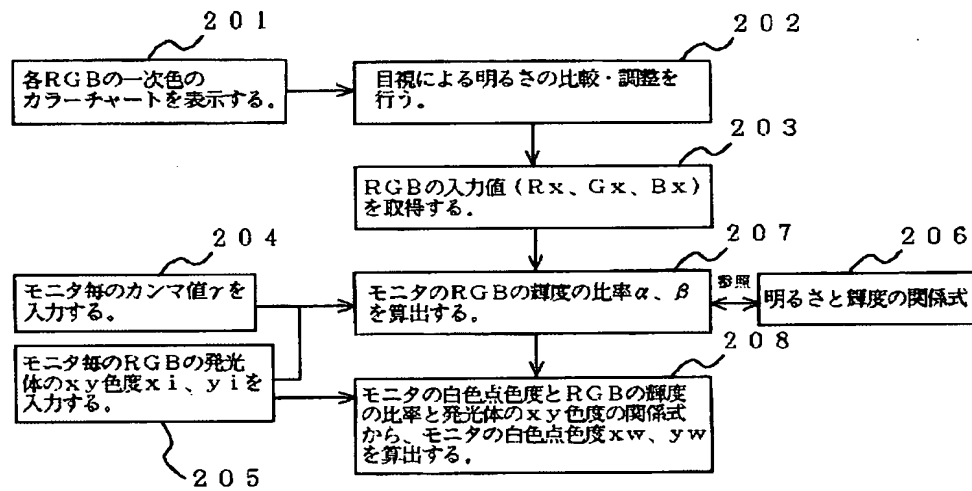 201
各RGBの一次色の
カラーチャートを表示する。
202
目視による明るさの比較・調整を
行う。
203
RGBの入力値(Rx、Gx、Bx)
を取得する。
204
モニタ毎のカンマ値γを
入力する。
207
モニタのRGBの輝度の比率α、β
を算出する。
参照
206
明るさと輝度の関係式
モニタ毎のRGBの発光
体のxy色度xi、yiを
入力する。
205
208
モニタの白色点色度とRGBの輝度
の比率と発光体のxy色度の関係式
から、モニタの白色点色度xw、yw
を算出する。